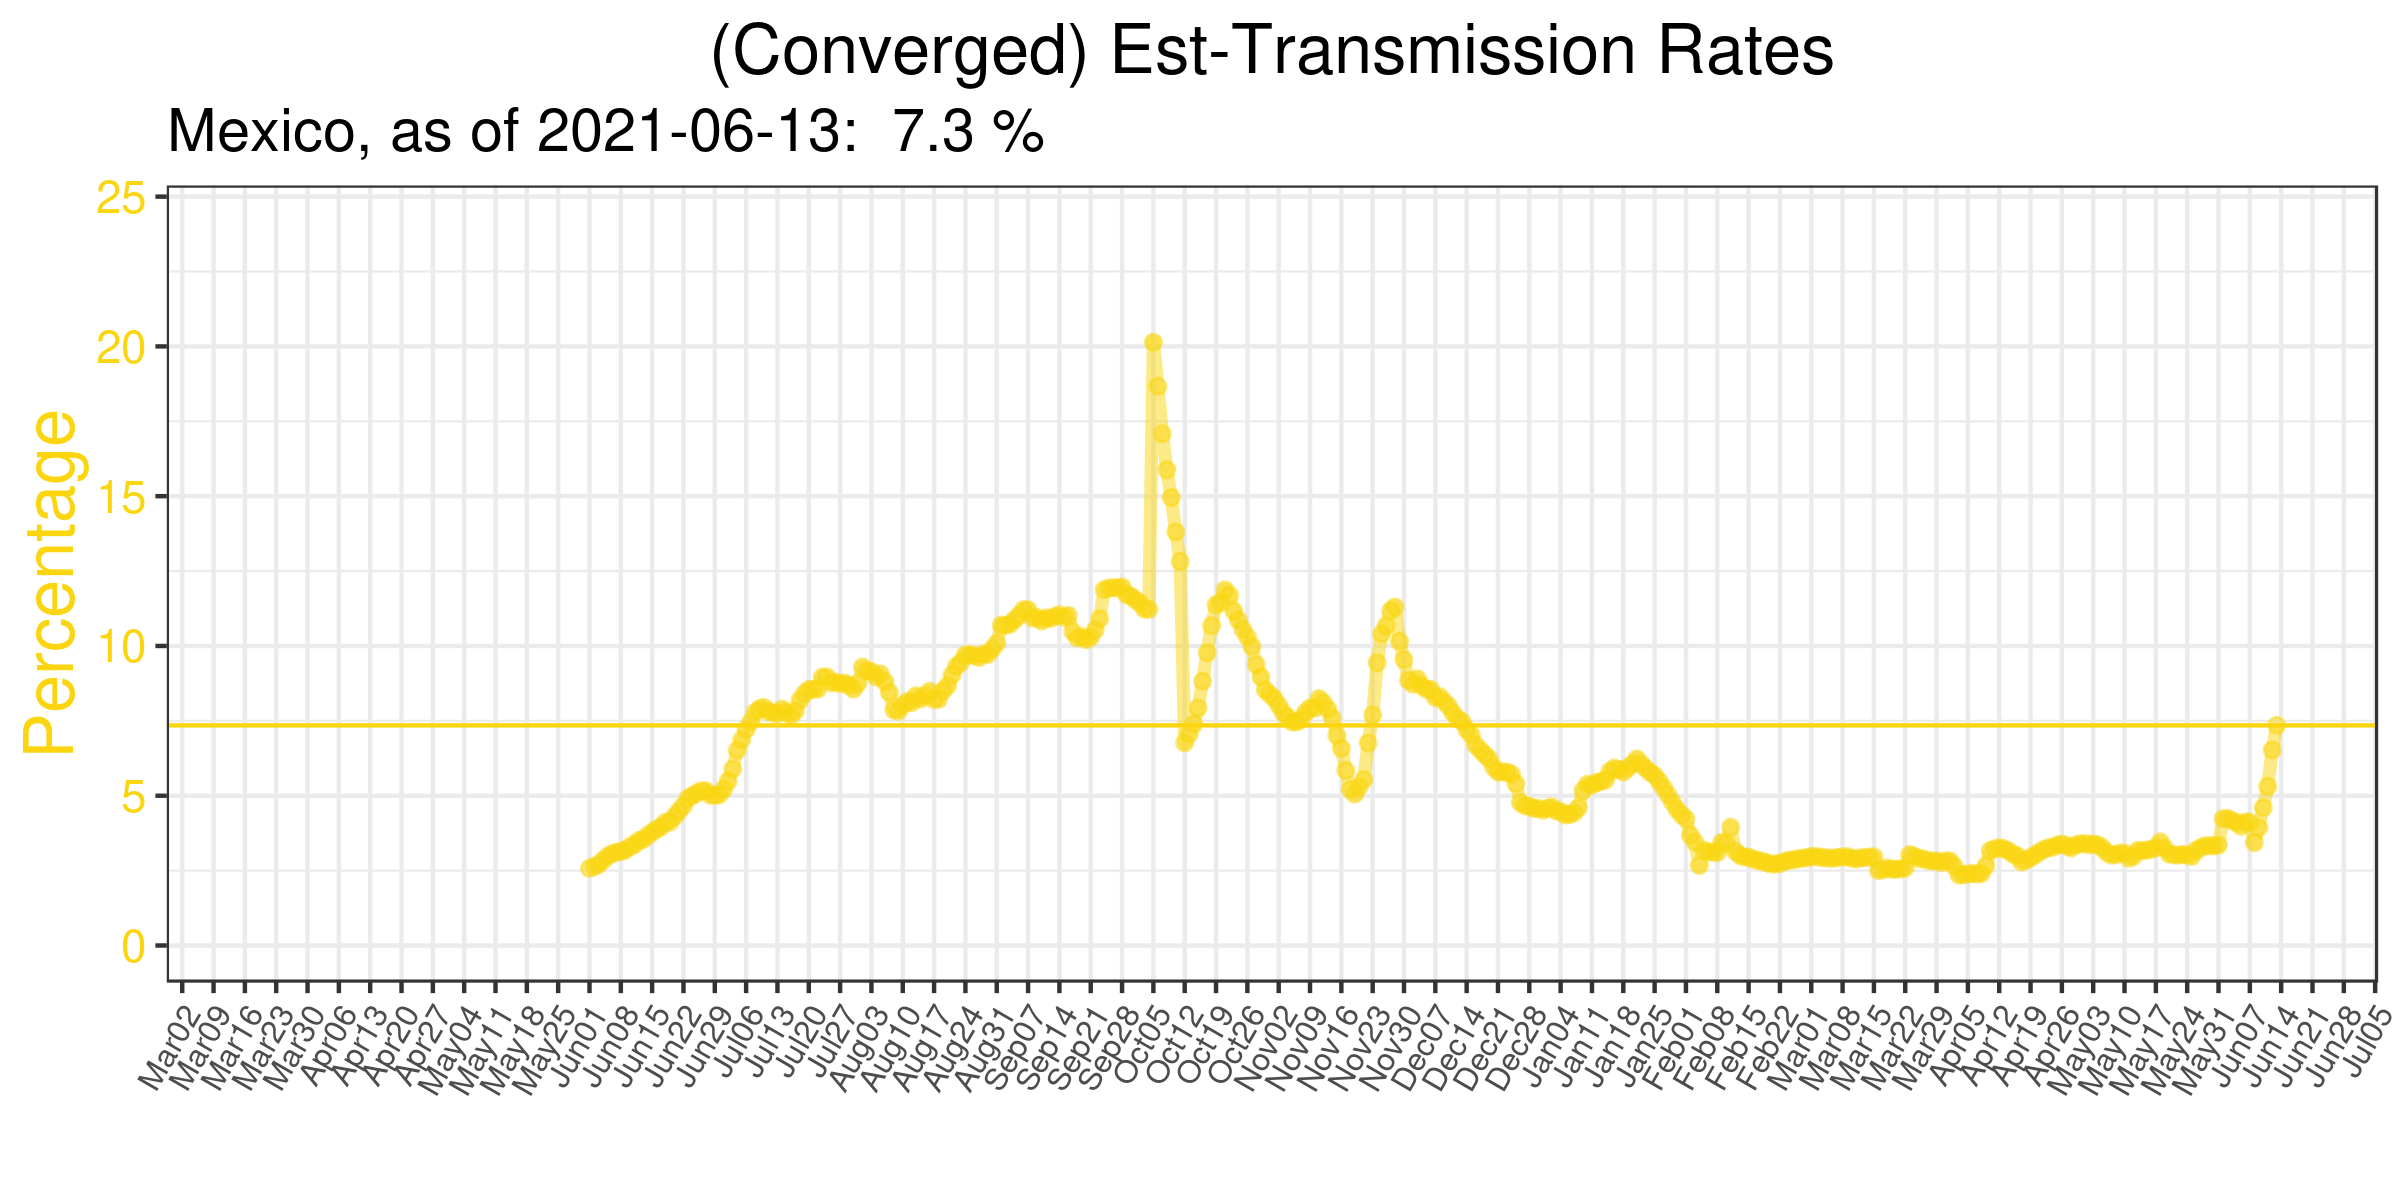 (Converged) Est-Transmission Rates
Mexico, as of 2021-06-13:  7.3 %
Percentage
25
20
15
10
5
0
Mar02
Mar09
Mar16
Mar23
Mar30
Apr06
Apr13
Apr20
Apr27
May04
May11
May18
May25
Jun01
Jun08
Jun15
Jun22
Jun29
Jul06
Jul13
Jul20
Jul27
Aug03
Aug10
Aug17
Aug24
Aug31
Sep07
Sep14
Sep21
Sep28
Oct05
Oct12
Oct19
Oct26
Nov02
Nov09
Nov16
Nov23
Nov30
Dec07
Dec14
Dec21
Dec28
Jan04
Jan11
Jan18
Jan25
Feb01
Feb08
Feb15
Feb22
Mar01
Mar08
Mar15
Mar22
Mar29
Apr05
Apr12
Apr19
Apr26
May03
May10
May17
May24
May31
Jun07
Jun14
Jun21
Jun28
Jul05